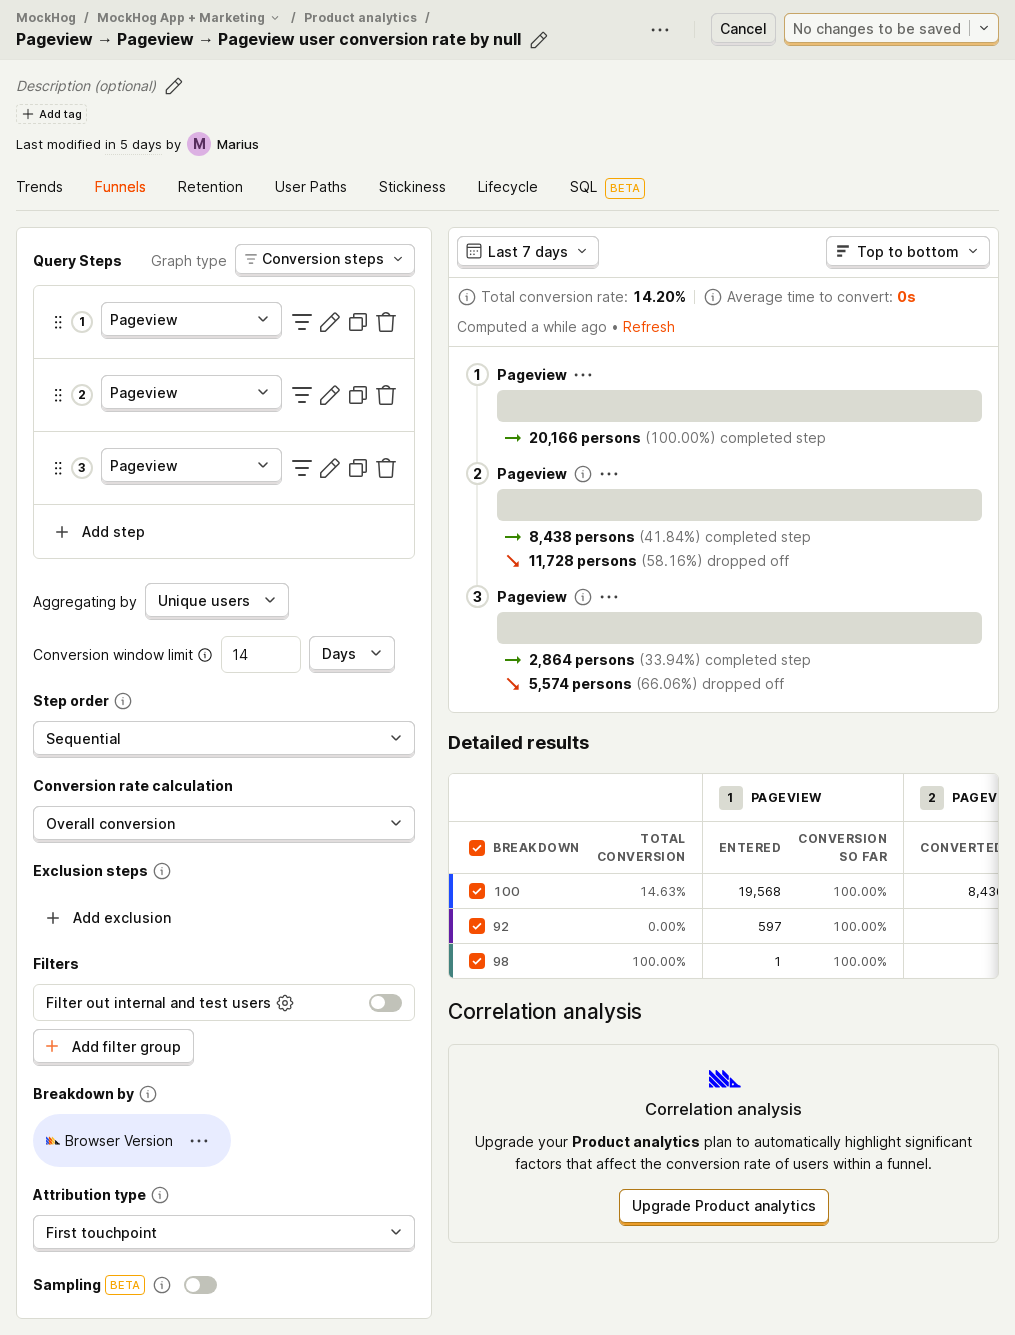 MockHog / MockHog App + Marketing / Product analytics /
Pageview → Pageview → Pageview user conversion rate by null
Cancel
No changes to be saved
Description (optional)
+ Add tag
Last modified in 5 days by M Marius
Trends Funnels Retention User Paths Stickiness Lifecycle SQL BETA
Query Steps Graph type Conversion steps
1 Pageview
2 Pageview
3 Pageview
+ Add step
Aggregating by Unique users
Conversion window limit 14 Days
Step order
Sequential
Conversion rate calculation
Overall conversion
Exclusion steps
+ Add exclusion
Filters
Filter out internal and test users
+ Add filter group
Breakdown by
Browser Version
Attribution type
First touchpoint
Sampling BETA
Last 7 days Top to bottom
Total conversion rate: 14.20% Average time to convert: 0s
Computed a while ago • Refresh
1 Pageview
→ 20,166 persons (100.00%) completed step
2 Pageview
→ 8,438 persons (41.84%) completed step
11,728 persons (58.16%) dropped off
3 Pageview
→ 2,864 persons (33.94%) completed step
5,574 persons (66.06%) dropped off
Detailed results
1 PAGEVIEW 2 PAGEV
BREAKDOWN TOTAL CONVERSION ENTERED CONVERSION SO FAR CONVERTED
100 14.63% 19,568 100.00% 8,43
92 0.00% 597 100.00%
98 100.00% 1 100.00%
Correlation analysis
Correlation analysis
Upgrade your Product analytics plan to automatically highlight significant
factors that affect the conversion rate of users within a funnel.
Upgrade Product analytics